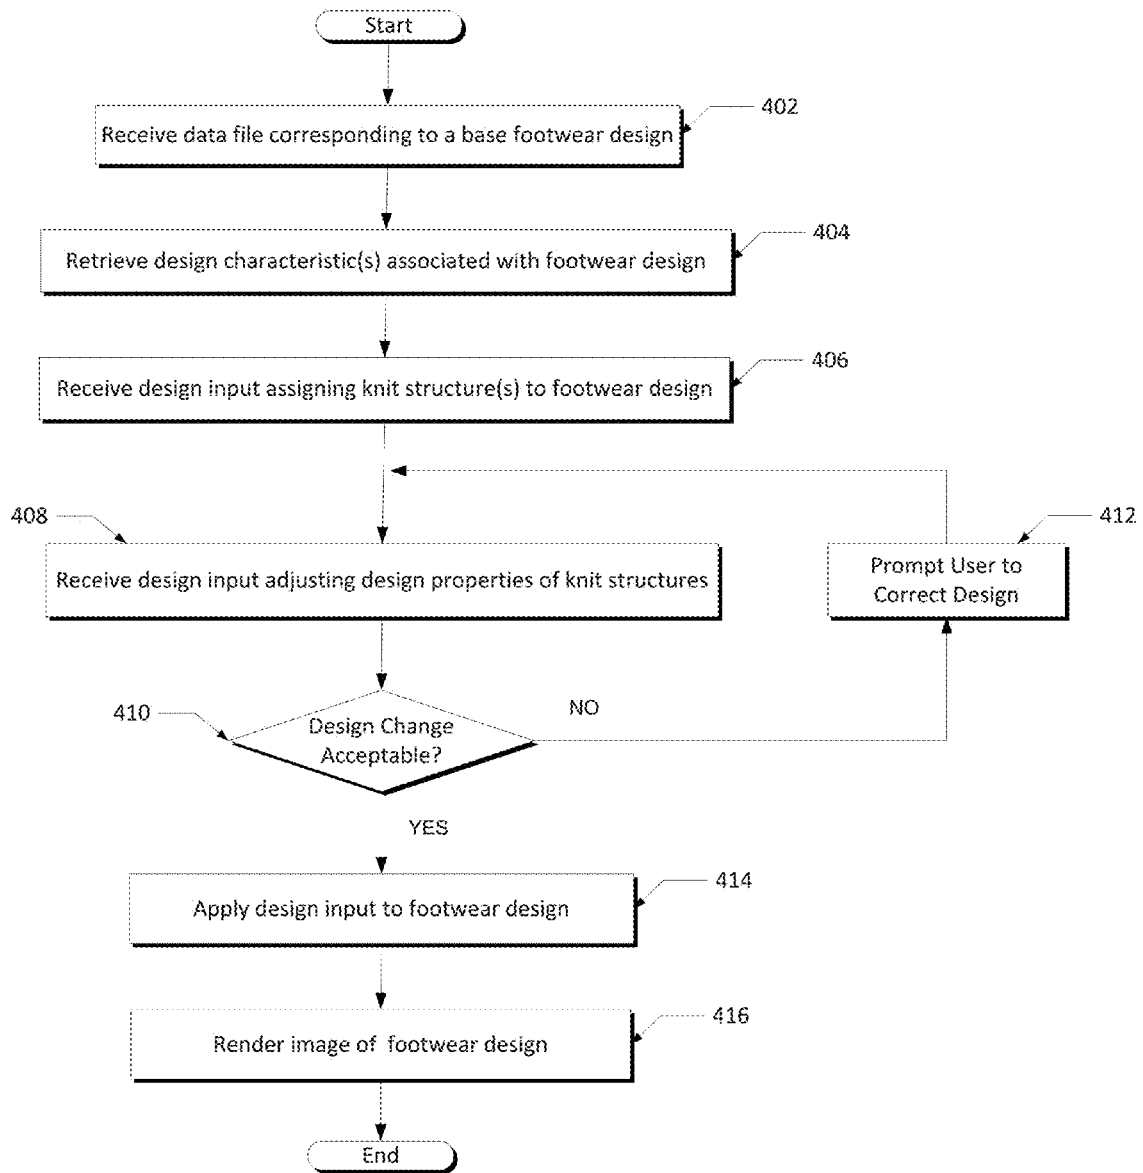 Start
402
Receive data file corresponding to a base footwear design
404
Retrieve design characteristic(s) associated with footwear design
406
Receive design input assigning knit structure(s) to footwear design
408
412
Receive design input adjusting design properties of knit structures
Prompt User to
Correct Design
410
NO
Design Change
Acceptable?
YES
414
Apply design input to footwear design
416
Render image of footwear design
End